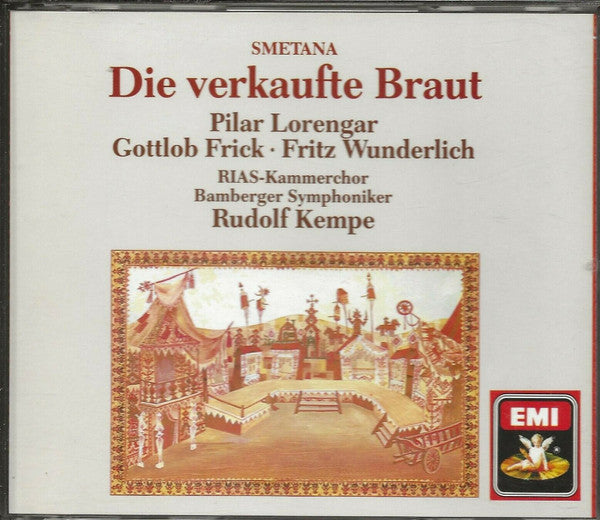 SMETANA
Die verkaufte Braut
Pilar Lorengar
Gottlob Frick · Fritz Wunderlich
RIAS-Kammerchor
Bamberger Symphoniker
Rudolf Kempe
EMI